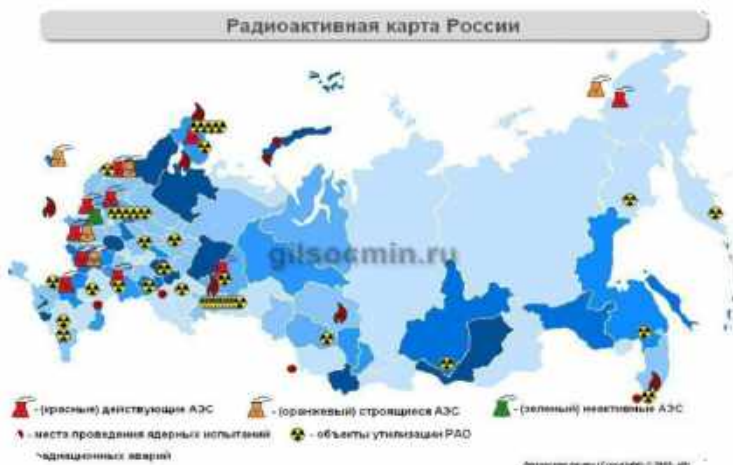 Радиоактивная карта России
gilsocmin.ru
- (красные) действующие АЭС
- (оранжевый) строящиеся АЭС
- (зеленый) неактивные АЭС
- места проведения ядерных испытаний
- объекты утилизации РАО
радиационных аварий